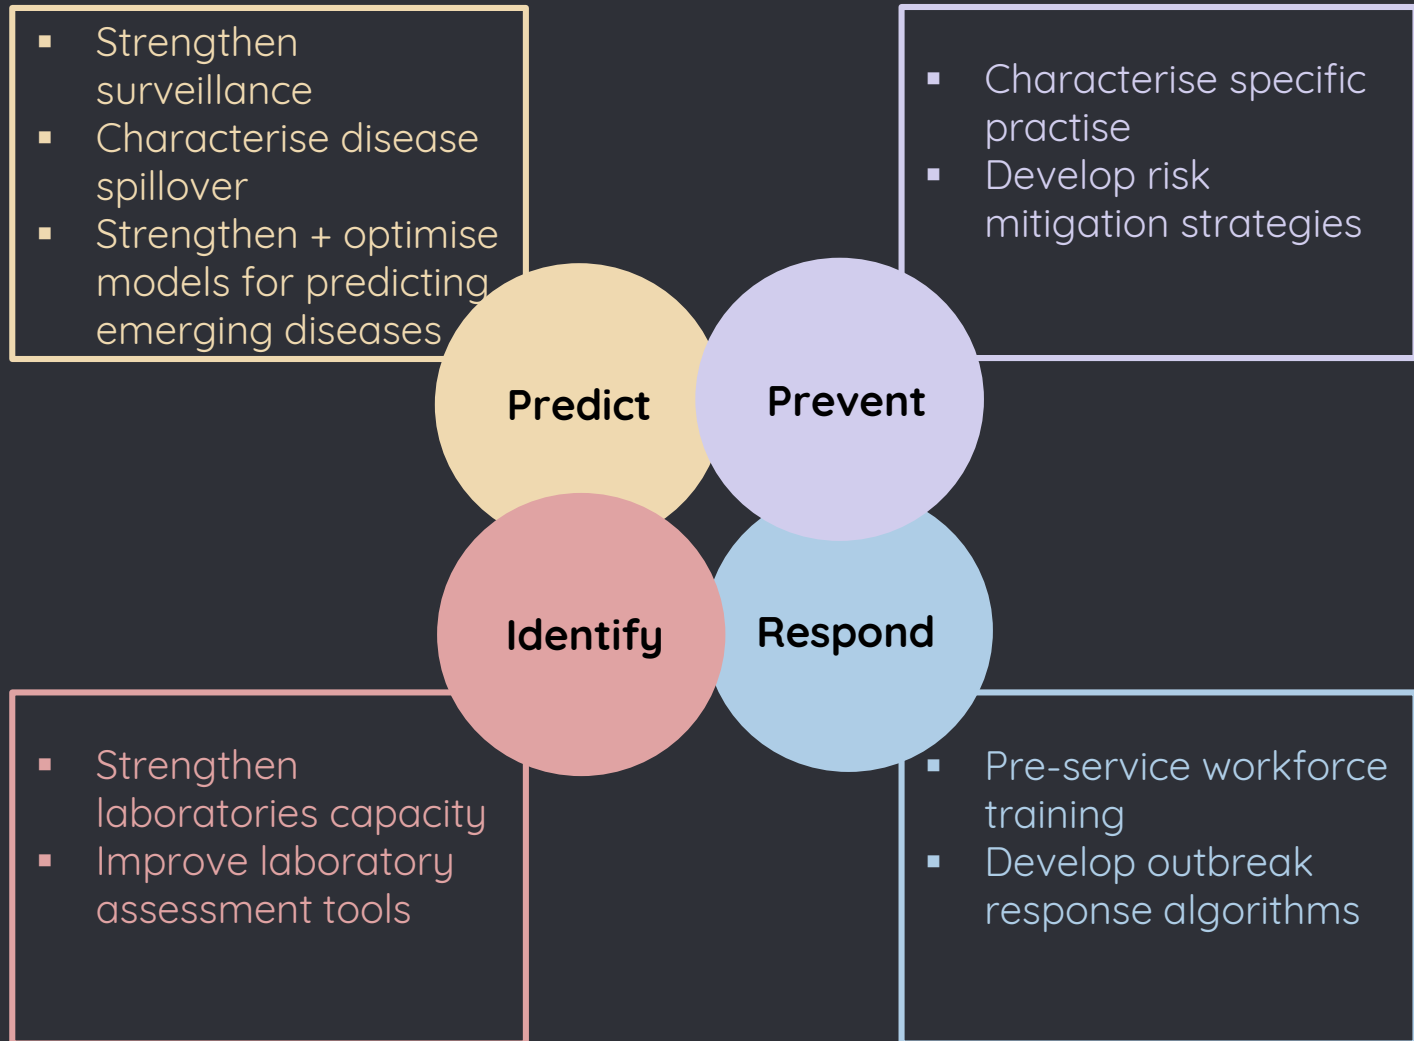 ▪ Strengthen
surveillance
▪ Characterise disease
spillover
▪ Strengthen + optimise
models for predicting
emerging diseases
▪ Characterise specific
practise
▪ Develop risk
mitigation strategies
Predict
Prevent
Identify
Respond
▪ Strengthen
laboratories capacity
▪ Improve laboratory
assessment tools
▪ Pre-service workforce
training
▪ Develop outbreak
response algorithms